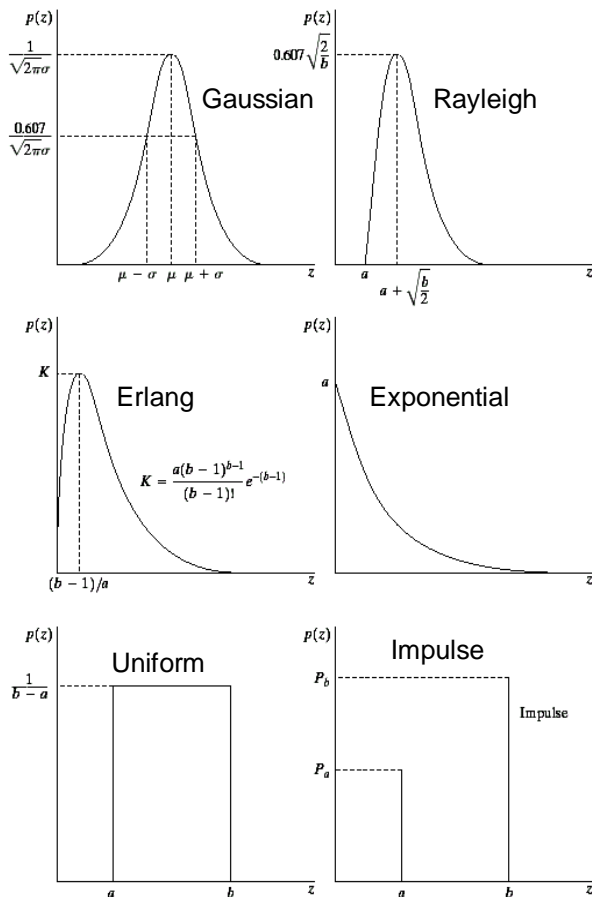 p(z)
1
√2πσ
Gaussian
0.607
√2πσ
μ − σ μ μ + σ z
p(z)
0.607 √2/b
Rayleigh
a z
a + √b/2
p(z)
K
Erlang
K = a(b − 1)^{b−1} / (b − 1)! e^{−(b−1)}
(b − 1)/a z
p(z)
a
Exponential
z
p(z)
Uniform
1
b − a
a b z
p(z)
Impulse
P_b
Impulse
P_a
a b z